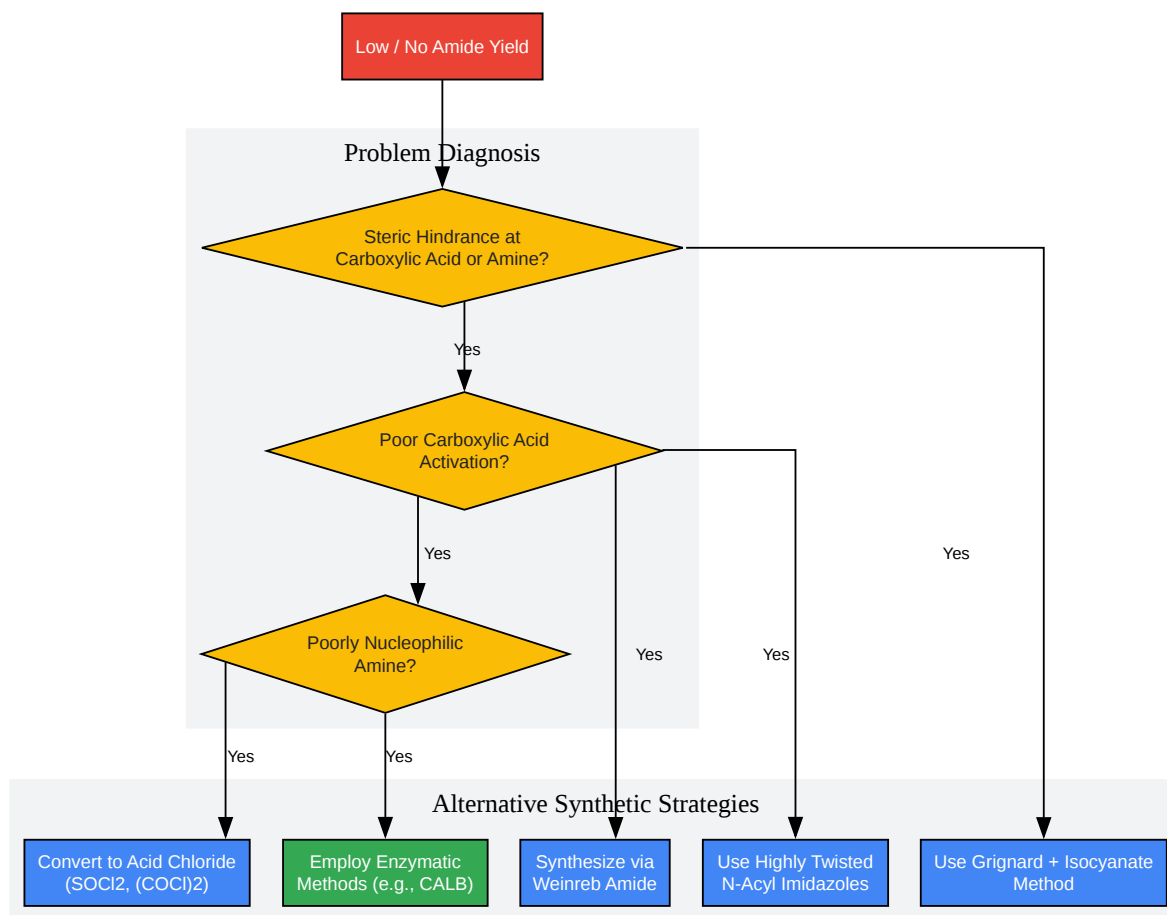 Low / No Amide Yield
Problem Diagnosis
Steric Hindrance at
Carboxylic Acid or Amine?
Yes
Poor Carboxylic Acid
Activation?
Yes
Yes
Poorly Nucleophilic
Amine?
Yes
Yes
Yes
Yes
Alternative Synthetic Strategies
Convert to Acid Chloride
(SOCl2, (COCl)2)
Employ Enzymatic
Methods (e.g., CALB)
Synthesize via
Weinreb Amide
Use Highly Twisted
N-Acyl Imidazoles
Use Grignard + Isocyanate
Method